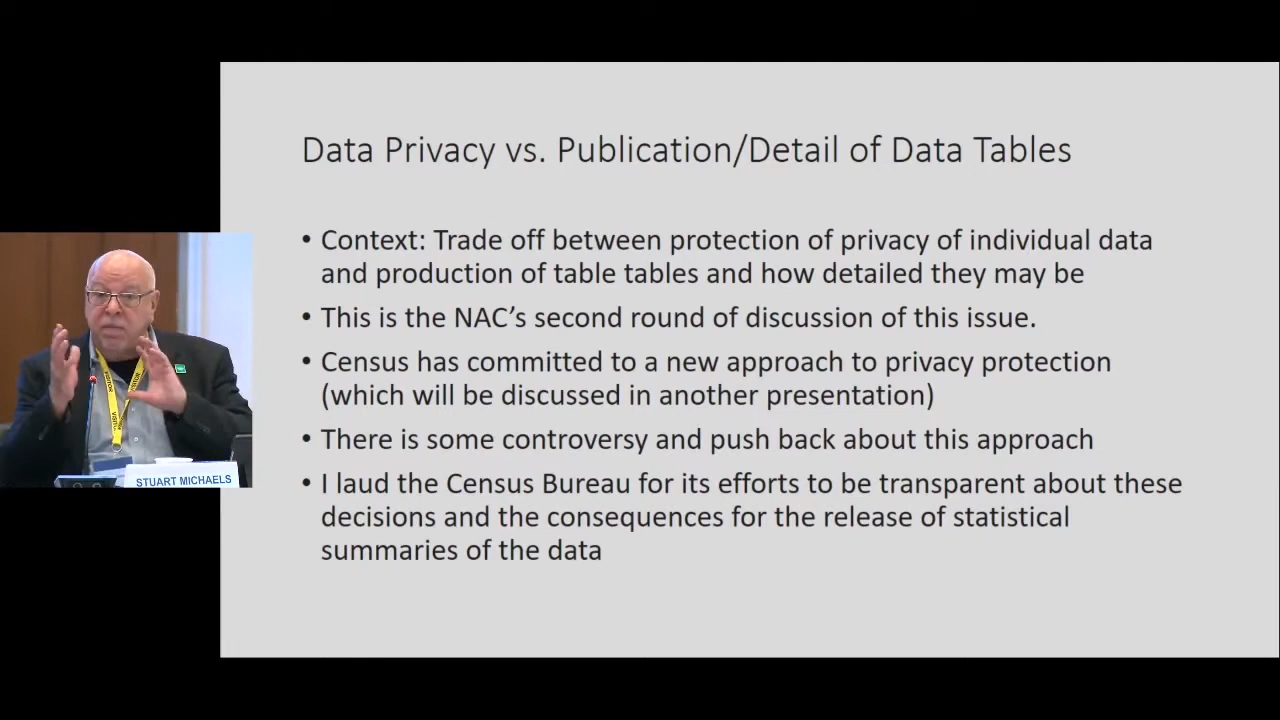 Data Privacy vs. Publication/Detail of Data Tables
• Context: Trade off between protection of privacy of individual data
and production of table tables and how detailed they may be
• This is the NAC’s second round of discussion of this issue.
• Census has committed to a new approach to privacy protection
(which will be discussed in another presentation)
• There is some controversy and push back about this approach
• I laud the Census Bureau for its efforts to be transparent about these
decisions and the consequences for the release of statistical
summaries of the data
VISITOR
VISITOR
STUART MICHAELS